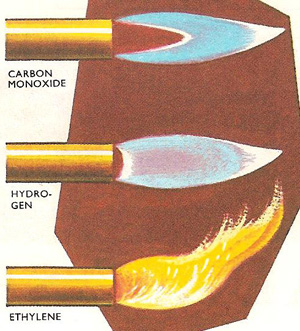 CARBON
MONOXIDE
HYDRO-
GEN
ETHYLENE